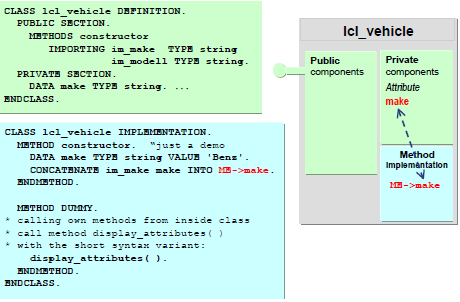 CLASS lcl_vehicle DEFINITION.
PUBLIC SECTION.
METHODS constructor
IMPORTING im_make TYPE string
im_modell TYPE string.
PRIVATE SECTION.
DATA make TYPE string. ...
ENDCLASS.
CLASS lcl_vehicle IMPLEMENTATION.
METHOD constructor. “just a demo
DATA make TYPE string VALUE 'Benz'.
CONCATENATE im_make make INTO ME->make.
ENDMETHOD.
METHOD DUMMY.
* calling own methods from inside class
* call method display_attributes( )
* with the short syntax variant:
display_attributes( ).
ENDMETHOD.
ENDCLASS.
lcl_vehicle
Public
components
Private
components
Attribute
make
Method
Implementation
ME->make